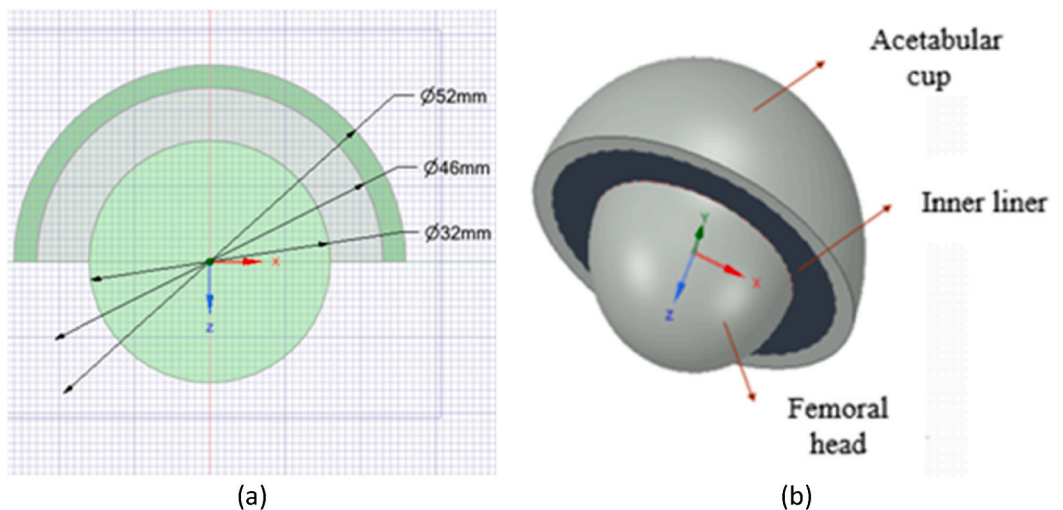 Ø52mm
Ø46mm
Ø32mm
X
Z
(a)
Acetabular
cup
Inner liner
Y
X
Z
Femoral
head
(b)